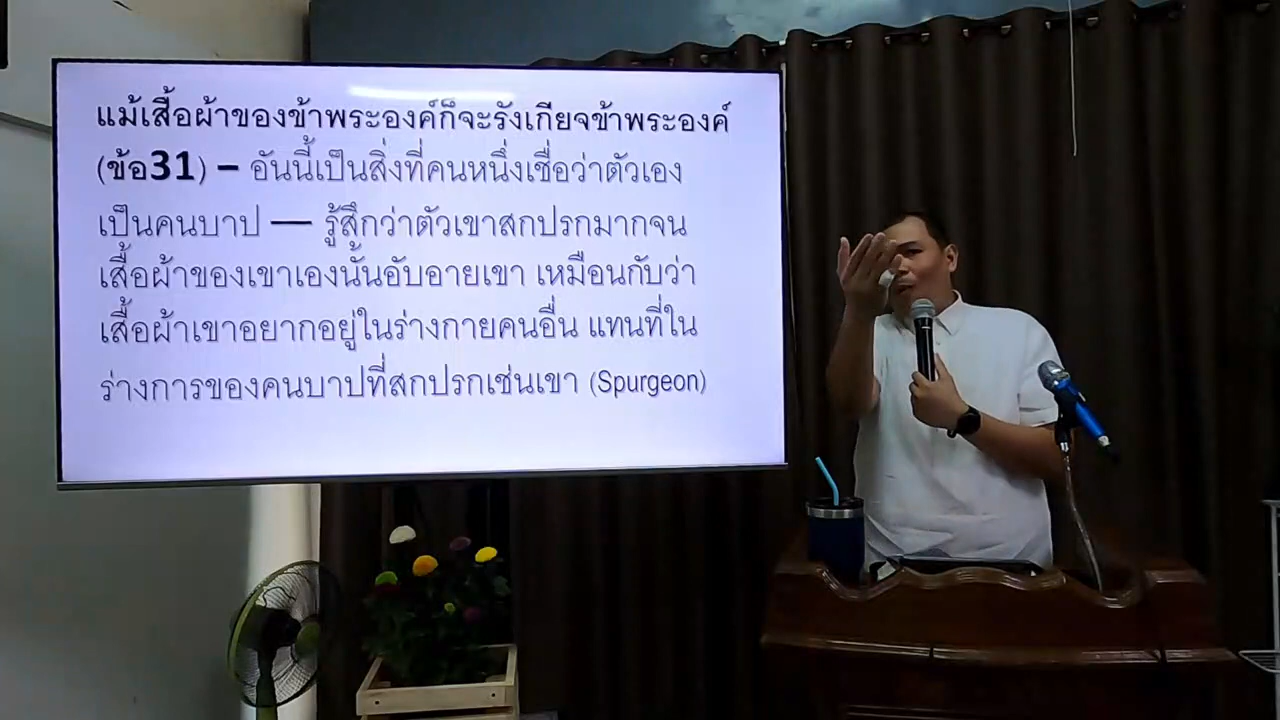 แม้เสื้อผ้าของข้าพระองค์ก็จะรังเกียจข้าพระองค์
(ข้อ31) – อันนี้เป็นสิ่งที่คนหนึ่งเชื่อว่าตัวเอง
เป็นคนบาป — รู้สึกว่าตัวเขาสกปรกมากจน
เสื้อผ้าของเขาเองนั้นอับอายเขา เหมือนกับว่า
เสื้อผ้าเขาอยากอยู่ในร่างกายคนอื่น แทนที่ใน
ร่างการของคนบาปที่สกปรกเช่นเขา (Spurgeon)